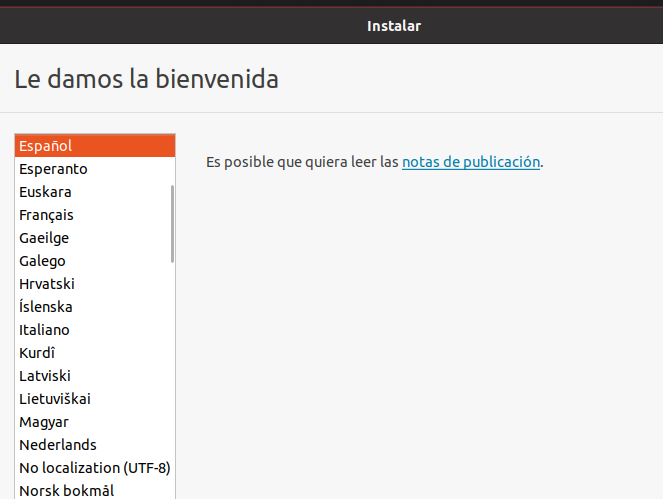 Instalar
Le damos la bienvenida
Español
Esperanto
Euskara
Français
Gaeilge
Galego
Hrvatski
Íslenska
Italiano
Kurdî
Latviski
Lietuviškai
Magyar
Nederlands
No localization (UTF-8)
Norsk bokmål
Es posible que quiera leer las notas de publicación.